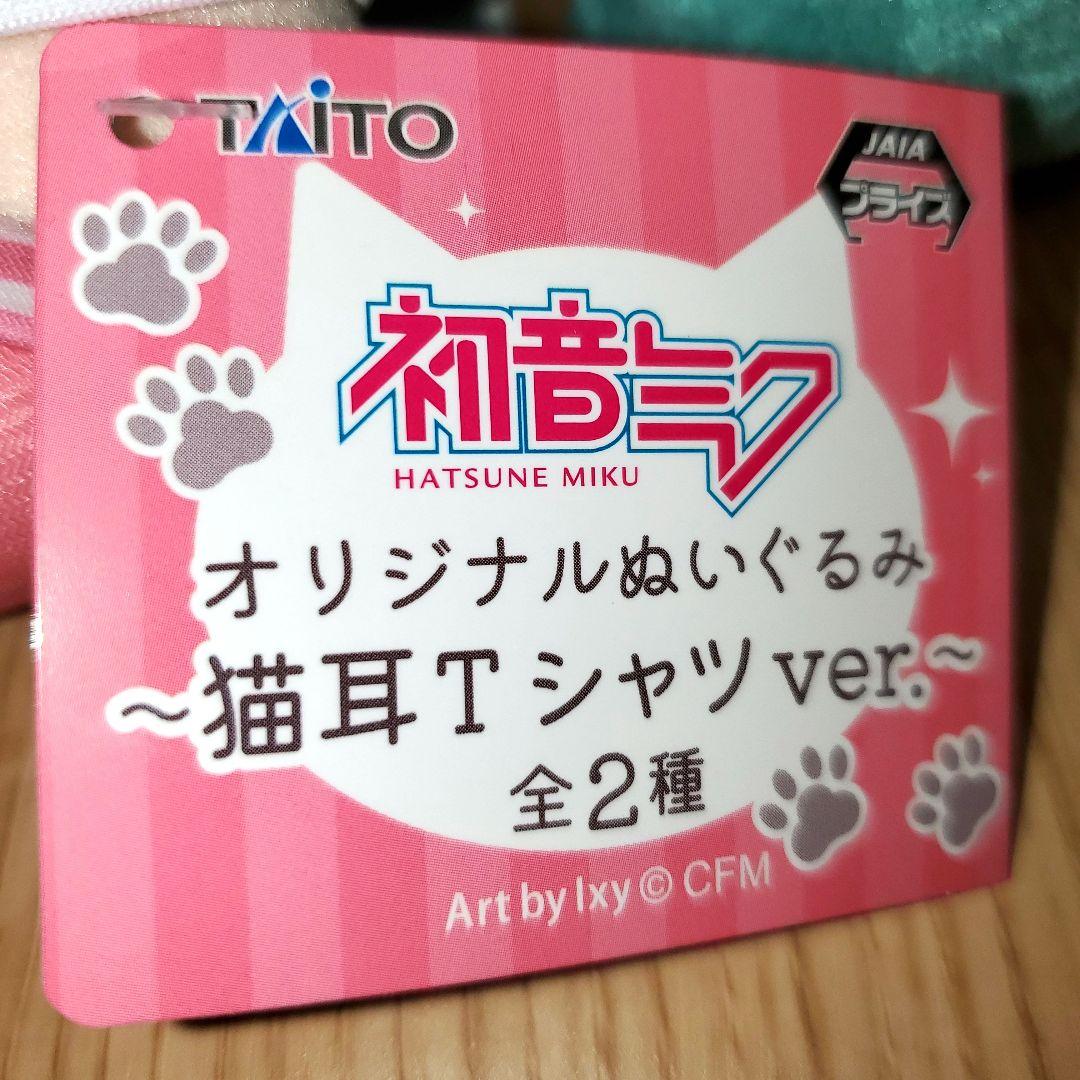 TAITO
JAIA
プライズ
初音ミク
HATSUNE MIKU
オリジナルぬいぐるみ
~猫耳Tシャツver.~
全2種
Art by lxy © CFM